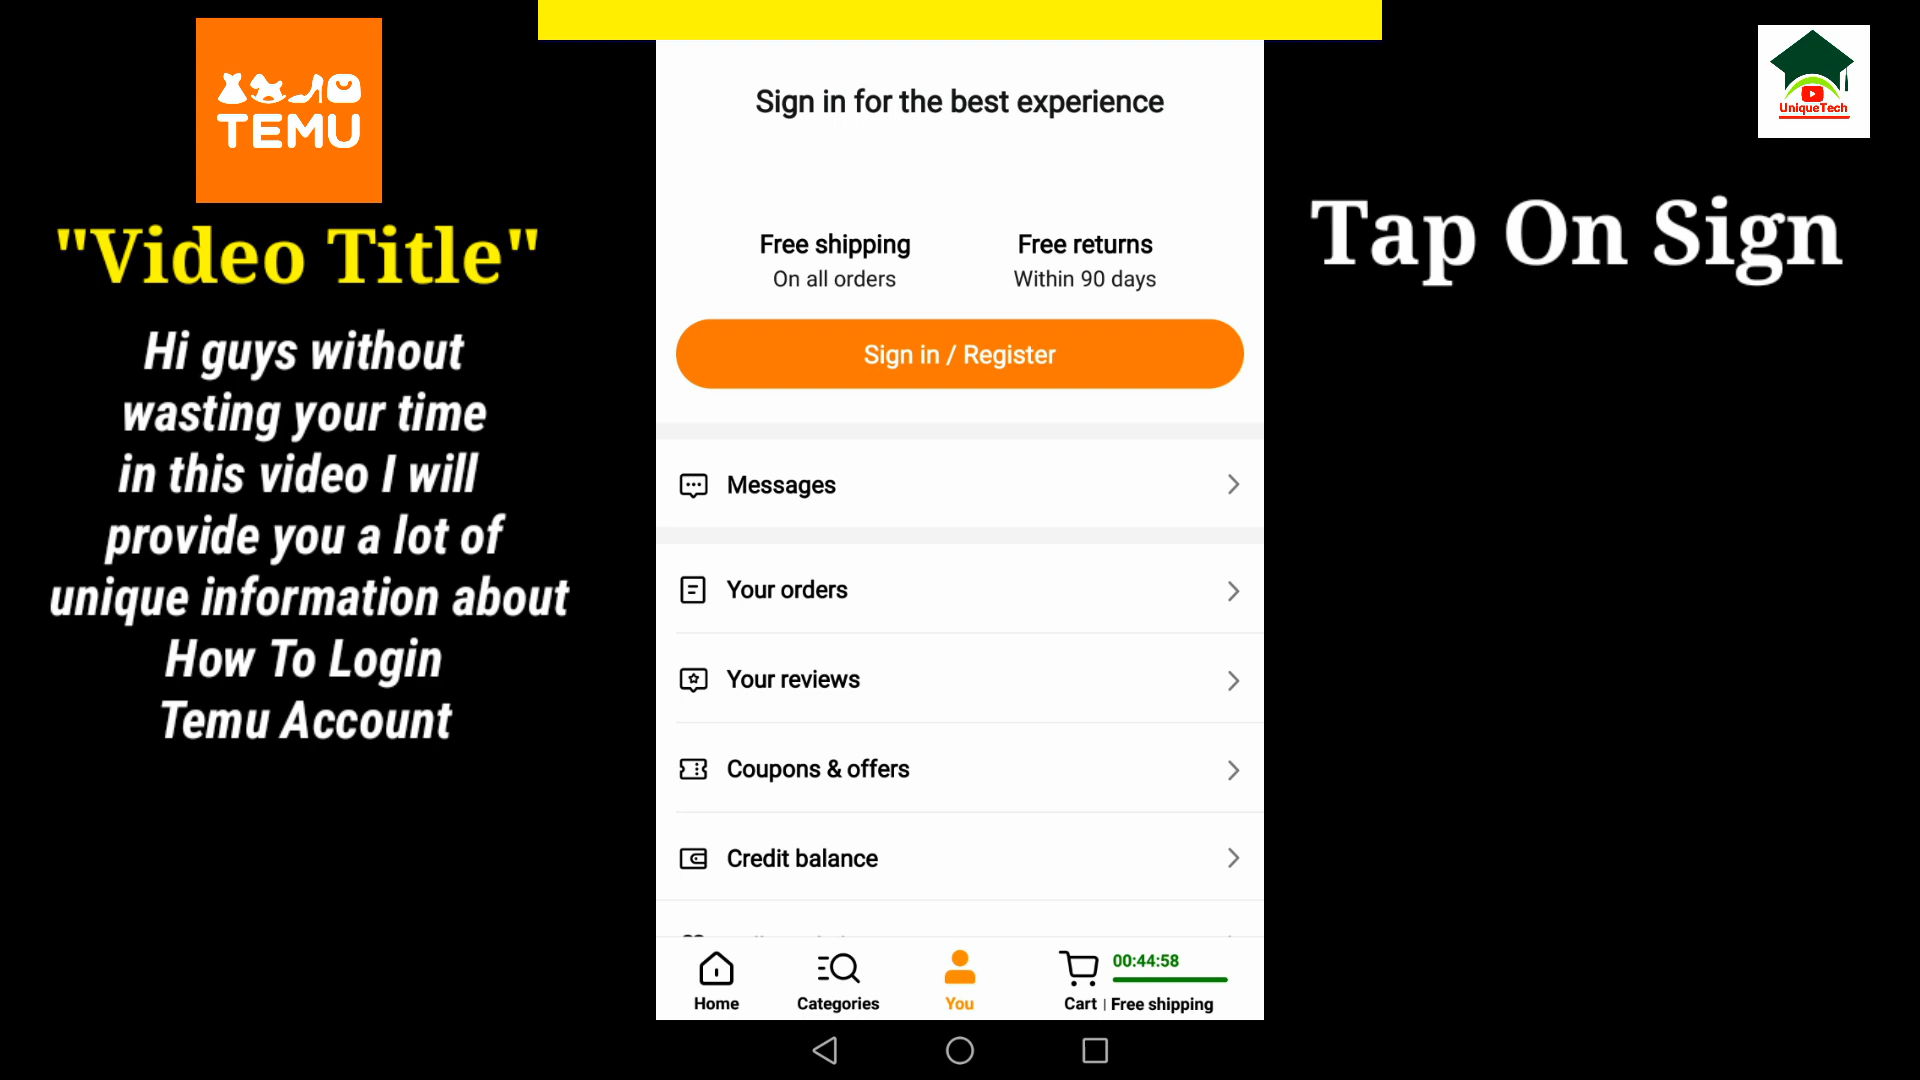 TEMU
"Video Title"
Hi guys without
wasting your time
in this video I will
provide you a lot of
unique information about
How To Login
Temu Account
Sign in for the best experience
Free shipping
On all orders
Free returns
Within 90 days
Sign in / Register
Messages
Your orders
Your reviews
Coupons & offers
Credit balance
Home
Categories
You
00:44:58
Cart | Free shipping
UniqueTech
Tap On Sign